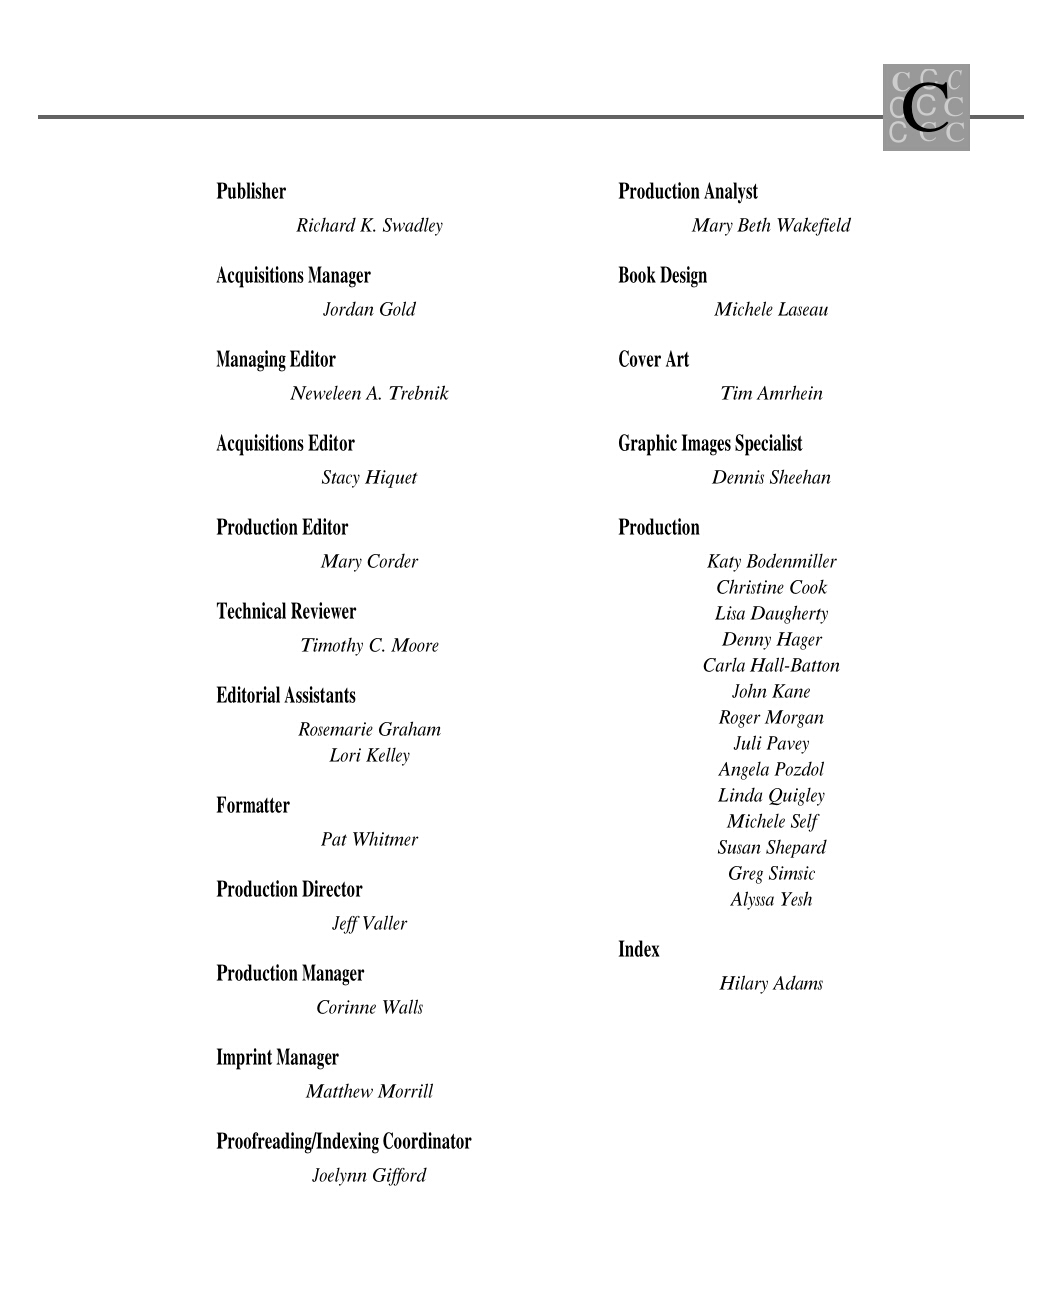 C C C
C C C C
C C C
Publisher
Richard K. Swadley
Acquisitions Manager
Jordan Gold
Managing Editor
Neweleen A. Trebnik
Acquisitions Editor
Stacy Hiquet
Production Editor
Mary Corder
Technical Reviewer
Timothy C. Moore
Editorial Assistants
Rosemarie Graham
Lori Kelley
Formatter
Pat Whitmer
Production Director
Jeff Valler
Production Manager
Corinne Walls
Imprint Manager
Matthew Morrill
Proofreading/Indexing Coordinator
Joelynn Gifford
Production Analyst
Mary Beth Wakefield
Book Design
Michele Laseau
Cover Art
Tim Amrhein
Graphic Images Specialist
Dennis Sheehan
Production
Katy Bodenmiller
Christine Cook
Lisa Daugherty
Denny Hager
Carla Hall-Batton
John Kane
Roger Morgan
Juli Pavey
Angela Pozdol
Linda Quigley
Michele Self
Susan Shepard
Greg Simsic
Alyssa Yesh
Index
Hilary Adams